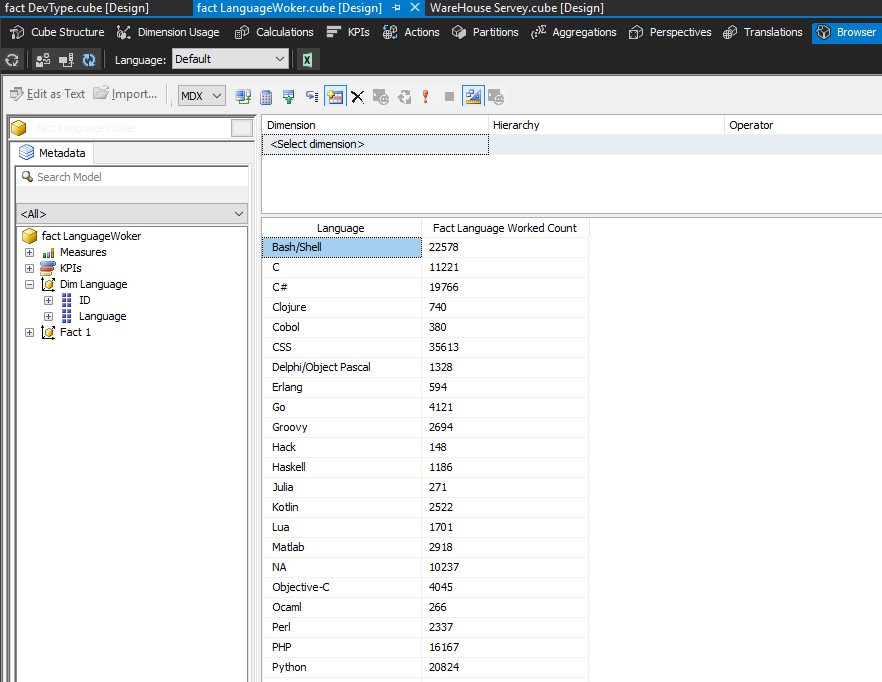 fact DevType.cube [Design] fact LanguageWoker.cube [Design] WareHouse Servey.cube [Design]
Cube Structure Dimension Usage Calculations KPIs Actions Partitions Aggregations Perspectives Translations Browser
Language: Default
Edit as Text Import... MDX
fact LanguageWoker
Metadata
Search Model
<All>
fact LanguageWoker
Measures
KPIs
Dim Language
ID
Language
Fact 1
Dimension Hierarchy Operator
<Select dimension>
Language Fact Language Worked Count
Bash/Shell 22578
C 11221
C# 19766
Clojure 740
Cobol 380
CSS 35613
Delphi/Object Pascal 1328
Erlang 594
Go 4121
Groovy 2694
Hack 148
Haskell 1186
Julia 271
Kotlin 2522
Lua 1701
Matlab 2918
NA 10237
Objective-C 4045
Ocaml 266
Perl 2337
PHP 16167
Python 20824